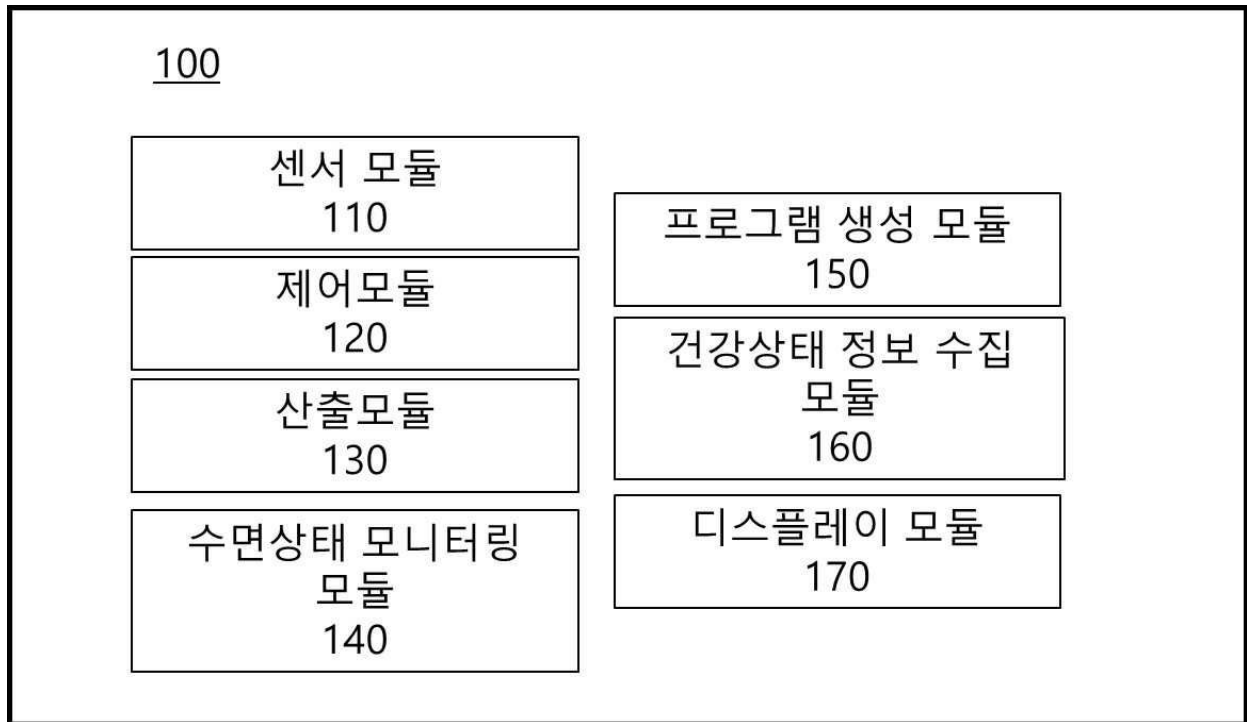 100
센서 모듈
110
제어모듈
120
산출모듈
130
수면상태 모니터링
모듈
140
프로그램 생성 모듈
150
건강상태 정보 수집
모듈
160
디스플레이 모듈
170